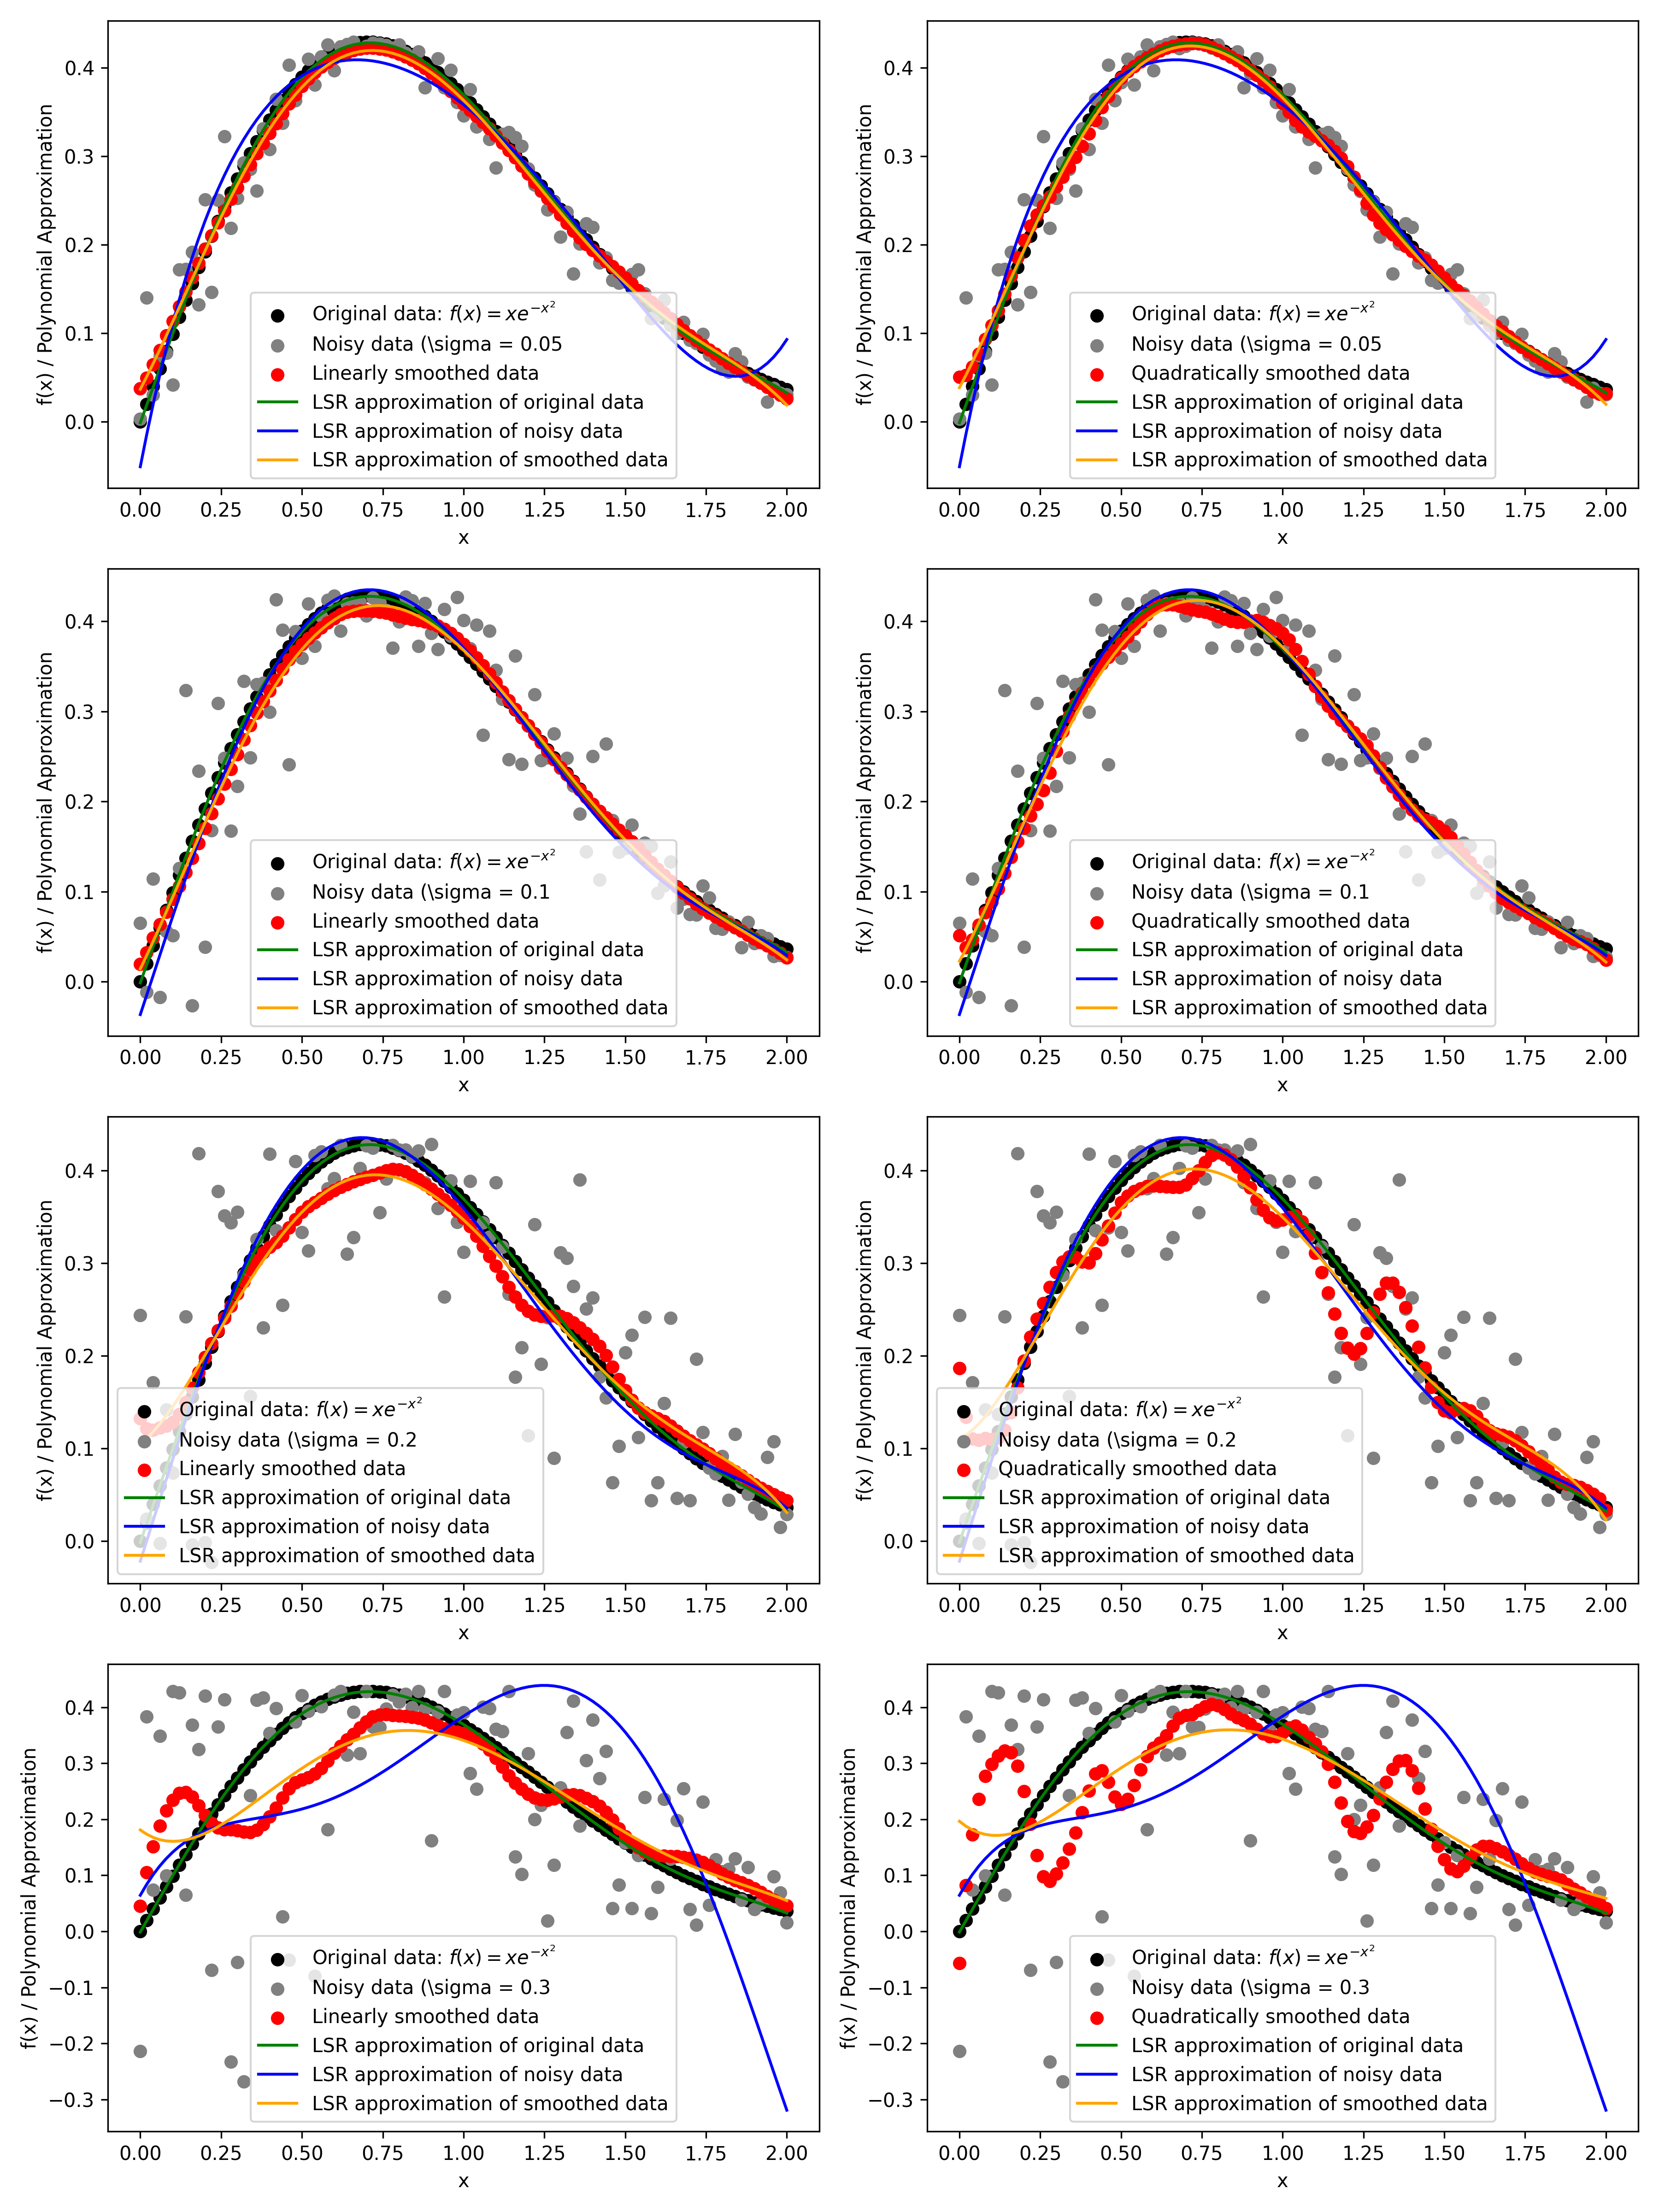 f(x) / Polynomial Approximation
0.4
0.3
0.2
0.1
0.0
Original data: f(x) = xe^{-x^2}
Noisy data (\sigma = 0.05
Linearly smoothed data
LSR approximation of original data
LSR approximation of noisy data
LSR approximation of smoothed data
0.00 0.25 0.50 0.75 1.00 1.25 1.50 1.75 2.00
x
f(x) / Polynomial Approximation
0.4
0.3
0.2
0.1
0.0
Original data: f(x) = xe^{-x^2}
Noisy data (\sigma = 0.05
Quadratically smoothed data
LSR approximation of original data
LSR approximation of noisy data
LSR approximation of smoothed data
0.00 0.25 0.50 0.75 1.00 1.25 1.50 1.75 2.00
x
f(x) / Polynomial Approximation
0.4
0.3
0.2
0.1
0.0
Original data: f(x) = xe^{-x^2}
Noisy data (\sigma = 0.1
Linearly smoothed data
LSR approximation of original data
LSR approximation of noisy data
LSR approximation of smoothed data
0.00 0.25 0.50 0.75 1.00 1.25 1.50 1.75 2.00
x
f(x) / Polynomial Approximation
0.4
0.3
0.2
0.1
0.0
Original data: f(x) = xe^{-x^2}
Noisy data (\sigma = 0.1
Quadratically smoothed data
LSR approximation of original data
LSR approximation of noisy data
LSR approximation of smoothed data
0.00 0.25 0.50 0.75 1.00 1.25 1.50 1.75 2.00
x
f(x) / Polynomial Approximation
0.4
0.3
0.2
0.1
0.0
Original data: f(x) = xe^{-x^2}
Noisy data (\sigma = 0.2
Linearly smoothed data
LSR approximation of original data
LSR approximation of noisy data
LSR approximation of smoothed data
0.00 0.25 0.50 0.75 1.00 1.25 1.50 1.75 2.00
x
f(x) / Polynomial Approximation
0.4
0.3
0.2
0.1
0.0
Original data: f(x) = xe^{-x^2}
Noisy data (\sigma = 0.2
Quadratically smoothed data
LSR approximation of original data
LSR approximation of noisy data
LSR approximation of smoothed data
0.00 0.25 0.50 0.75 1.00 1.25 1.50 1.75 2.00
x
f(x) / Polynomial Approximation
0.4
0.3
0.2
0.1
0.0
−0.1
−0.2
−0.3
Original data: f(x) = xe^{-x^2}
Noisy data (\sigma = 0.3
Linearly smoothed data
LSR approximation of original data
LSR approximation of noisy data
LSR approximation of smoothed data
0.00 0.25 0.50 0.75 1.00 1.25 1.50 1.75 2.00
x
f(x) / Polynomial Approximation
0.4
0.3
0.2
0.1
0.0
−0.1
−0.2
−0.3
Original data: f(x) = xe^{-x^2}
Noisy data (\sigma = 0.3
Quadratically smoothed data
LSR approximation of original data
LSR approximation of noisy data
LSR approximation of smoothed data
0.00 0.25 0.50 0.75 1.00 1.25 1.50 1.75 2.00
x